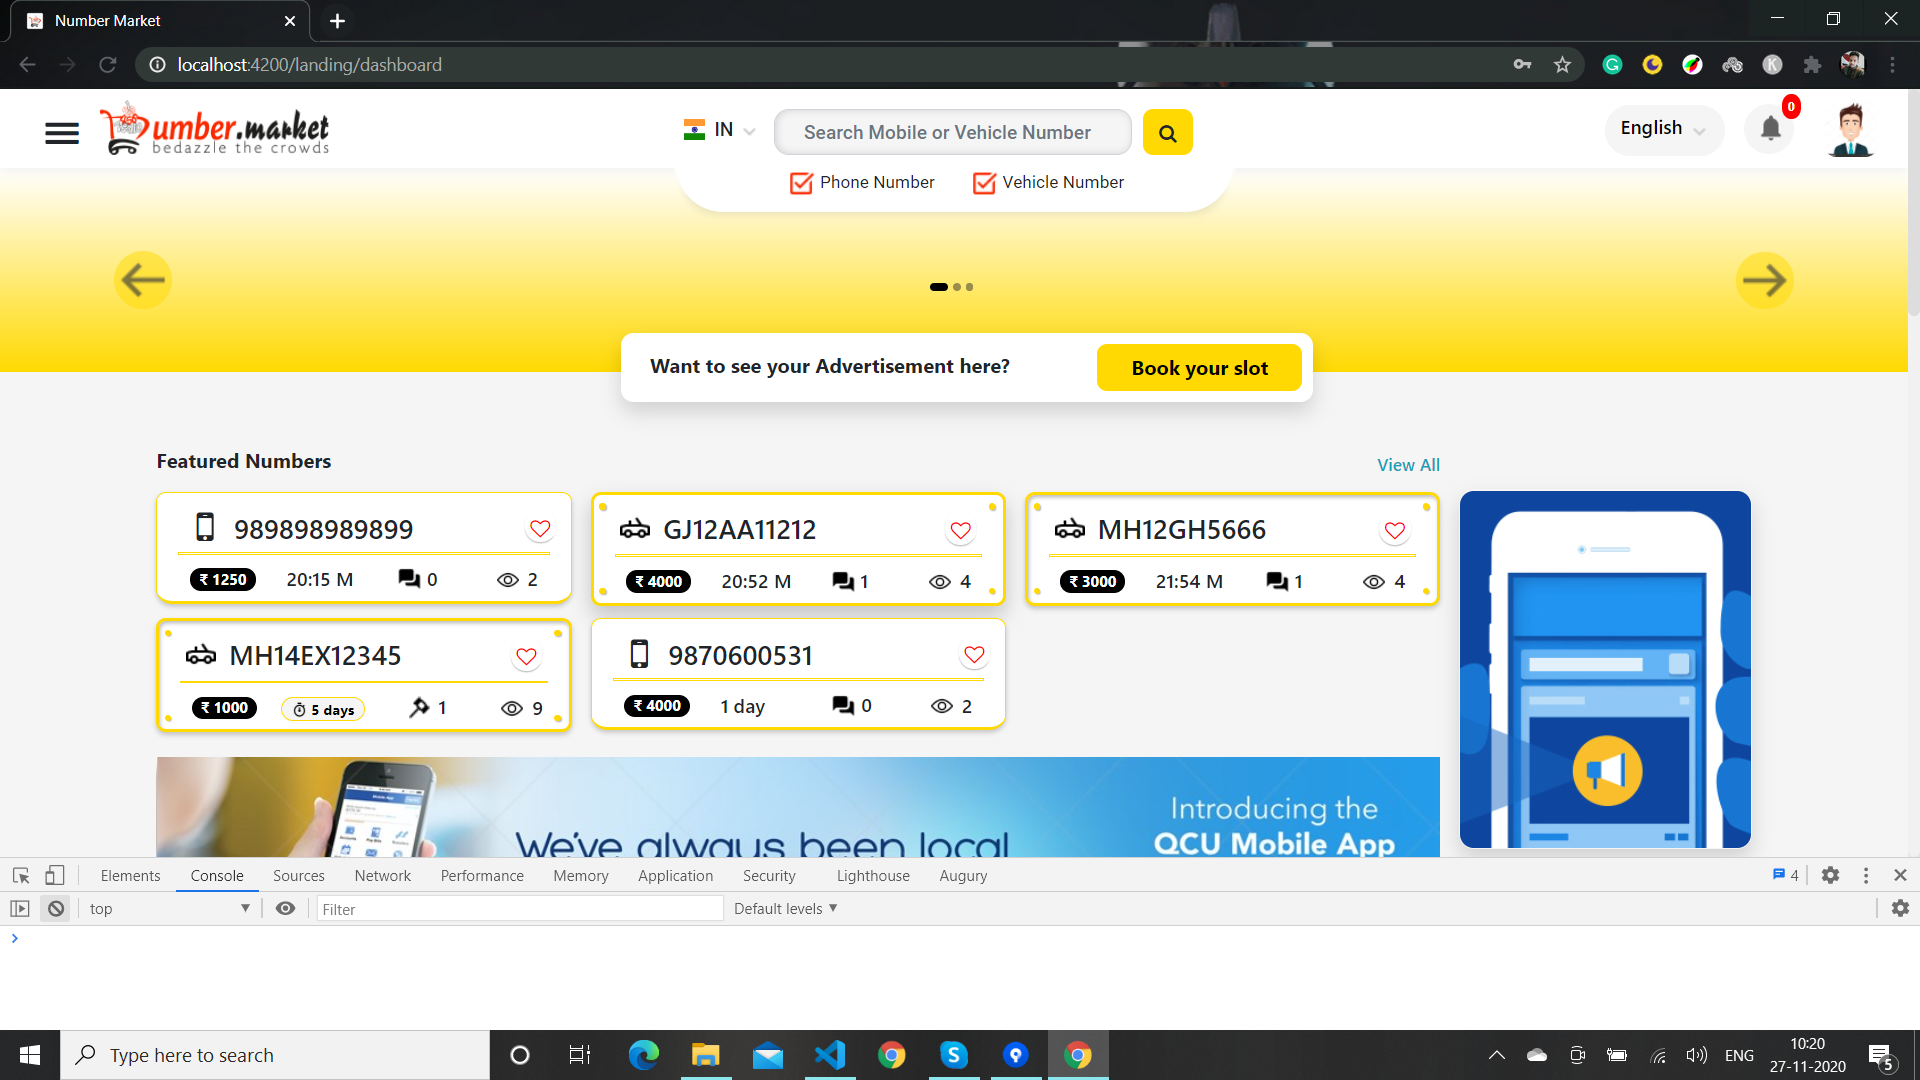 Number Market
localhost:4200/landing/dashboard
umber.market
bedazzle the crowds
IN
Search Mobile or Vehicle Number
English
0
Phone Number
Vehicle Number
Want to see your Advertisement here?
Book your slot
Featured Numbers
View All
989898989899
₹ 1250
20:15 M
0
2
GJ12AA11212
₹ 4000
20:52 M
1
4
MH12GH5666
₹ 3000
21:54 M
1
4
MH14EX12345
₹ 1000
5 days
1
9
9870600531
₹ 4000
1 day
0
2
We've always been local
Introducing the
QCU Mobile App
Elements
Console
Sources
Network
Performance
Memory
Application
Security
Lighthouse
Augury
4
top
Filter
Default levels
Type here to search
ENG
10:20
27-11-2020
5